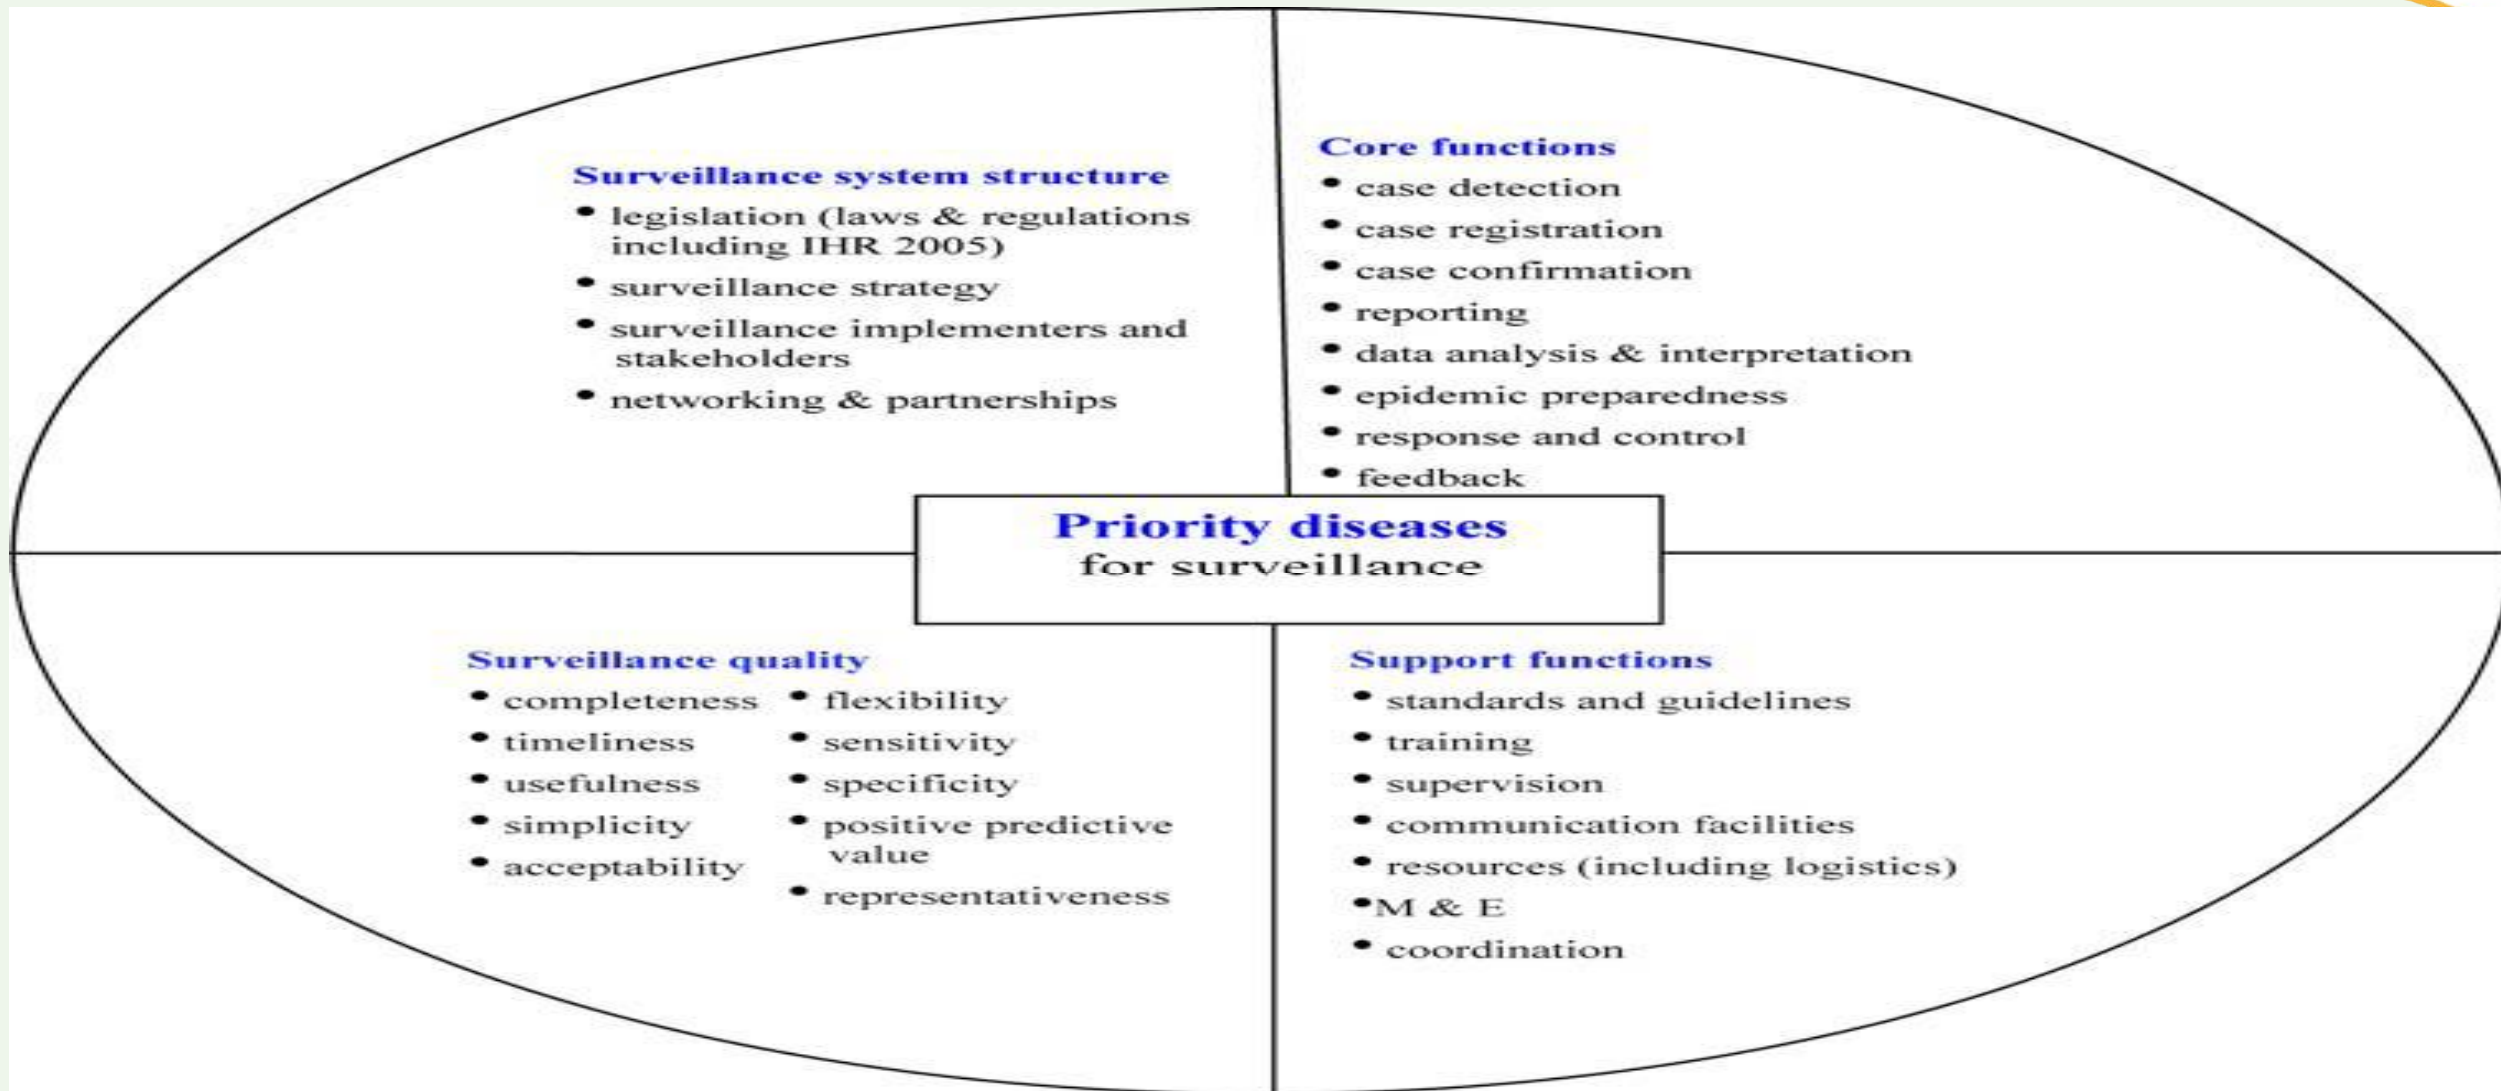 Surveillance system structure
• legislation (laws & regulations
including IHR 2005)
• surveillance strategy
• surveillance implementers and
stakeholders
• networking & partnerships
Core functions
• case detection
• case registration
• case confirmation
• reporting
• data analysis & interpretation
• epidemic preparedness
• response and control
• feedback
Priority diseases
for surveillance
Surveillance quality
• completeness
• timeliness
• usefulness
• simplicity
• acceptability
• flexibility
• sensitivity
• specificity
• positive predictive
value
• representativeness
Support functions
• standards and guidelines
• training
• supervision
• communication facilities
• resources (including logistics)
•M & E
• coordination